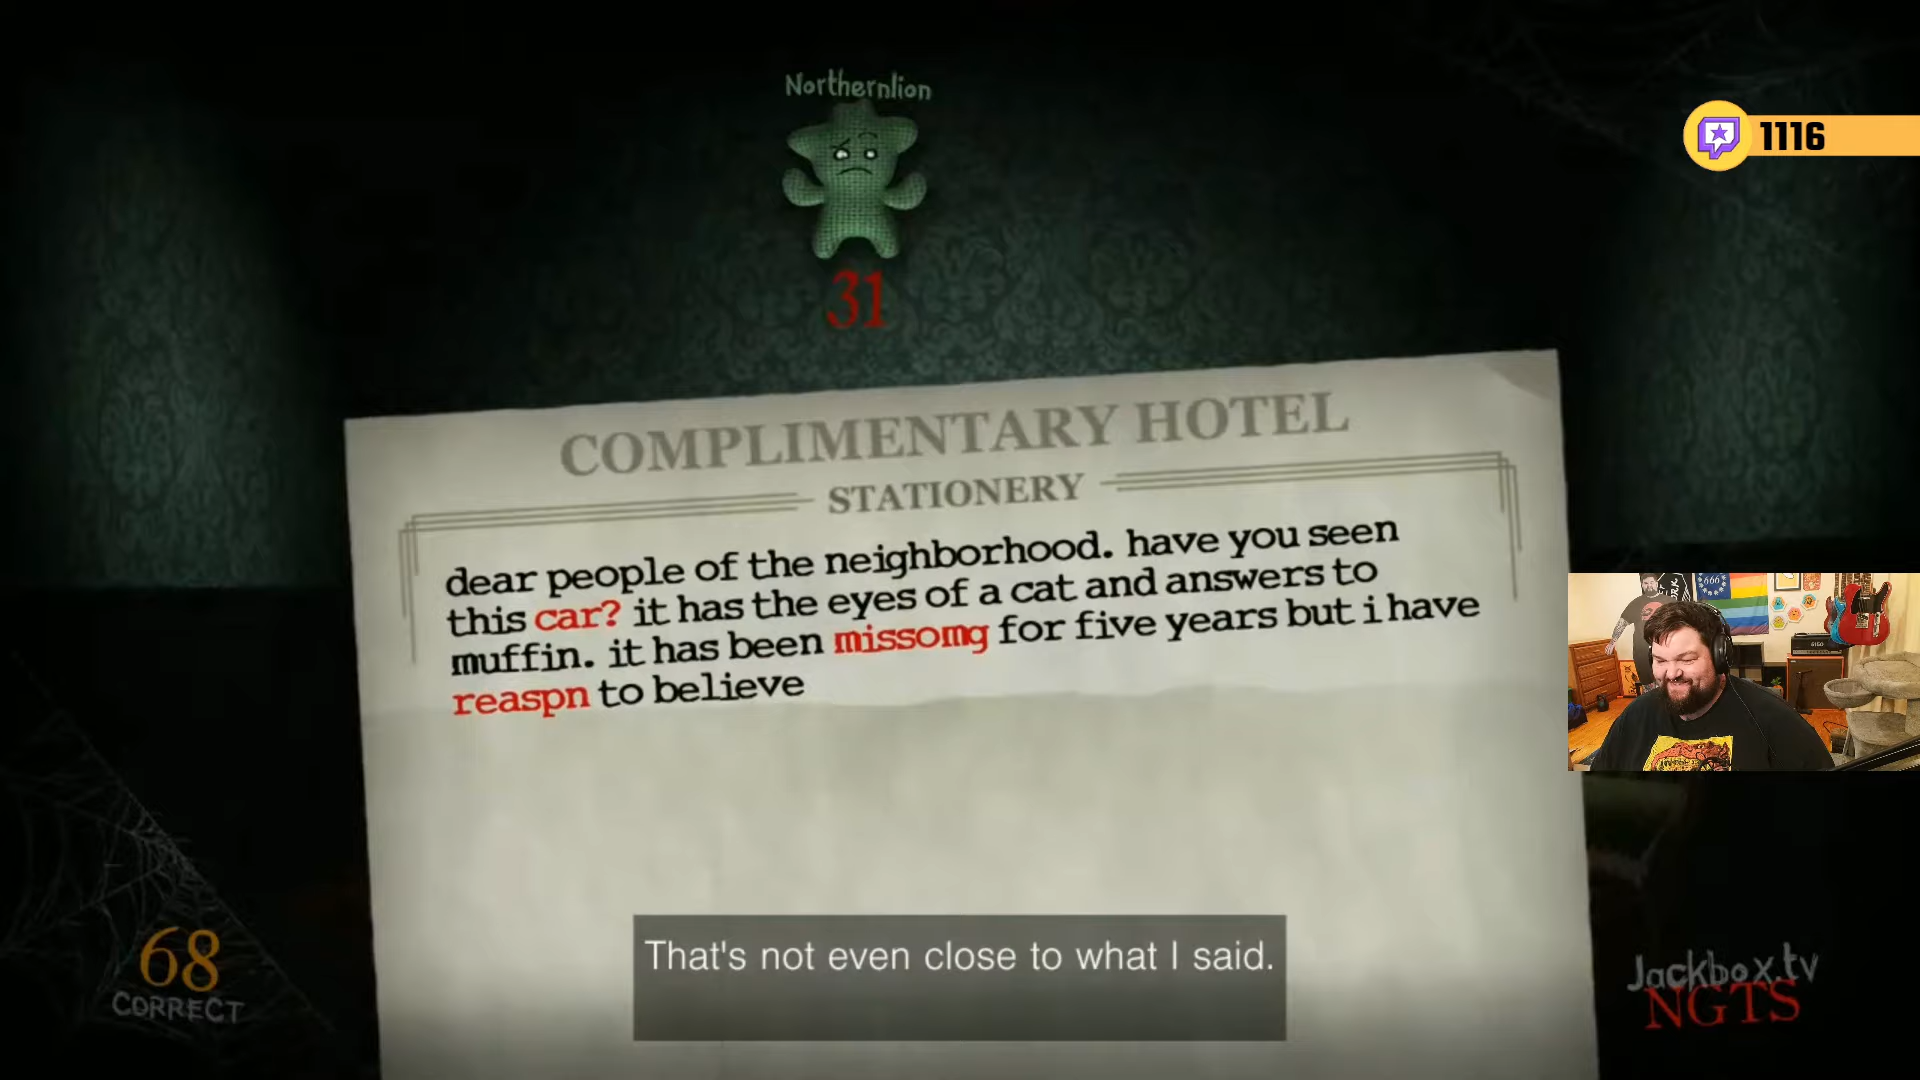 Northernlion
1116
31
COMPLIMENTARY HOTEL
STATIONERY
dear people of the neighborhood. have you seen
this car? it has the eyes of a cat and answers to
muffin. it has been missomg for five years but i have
reaspn to believe
666
That's not even close to what I said.
68
CORRECT
Jackbox.tv
NGTS